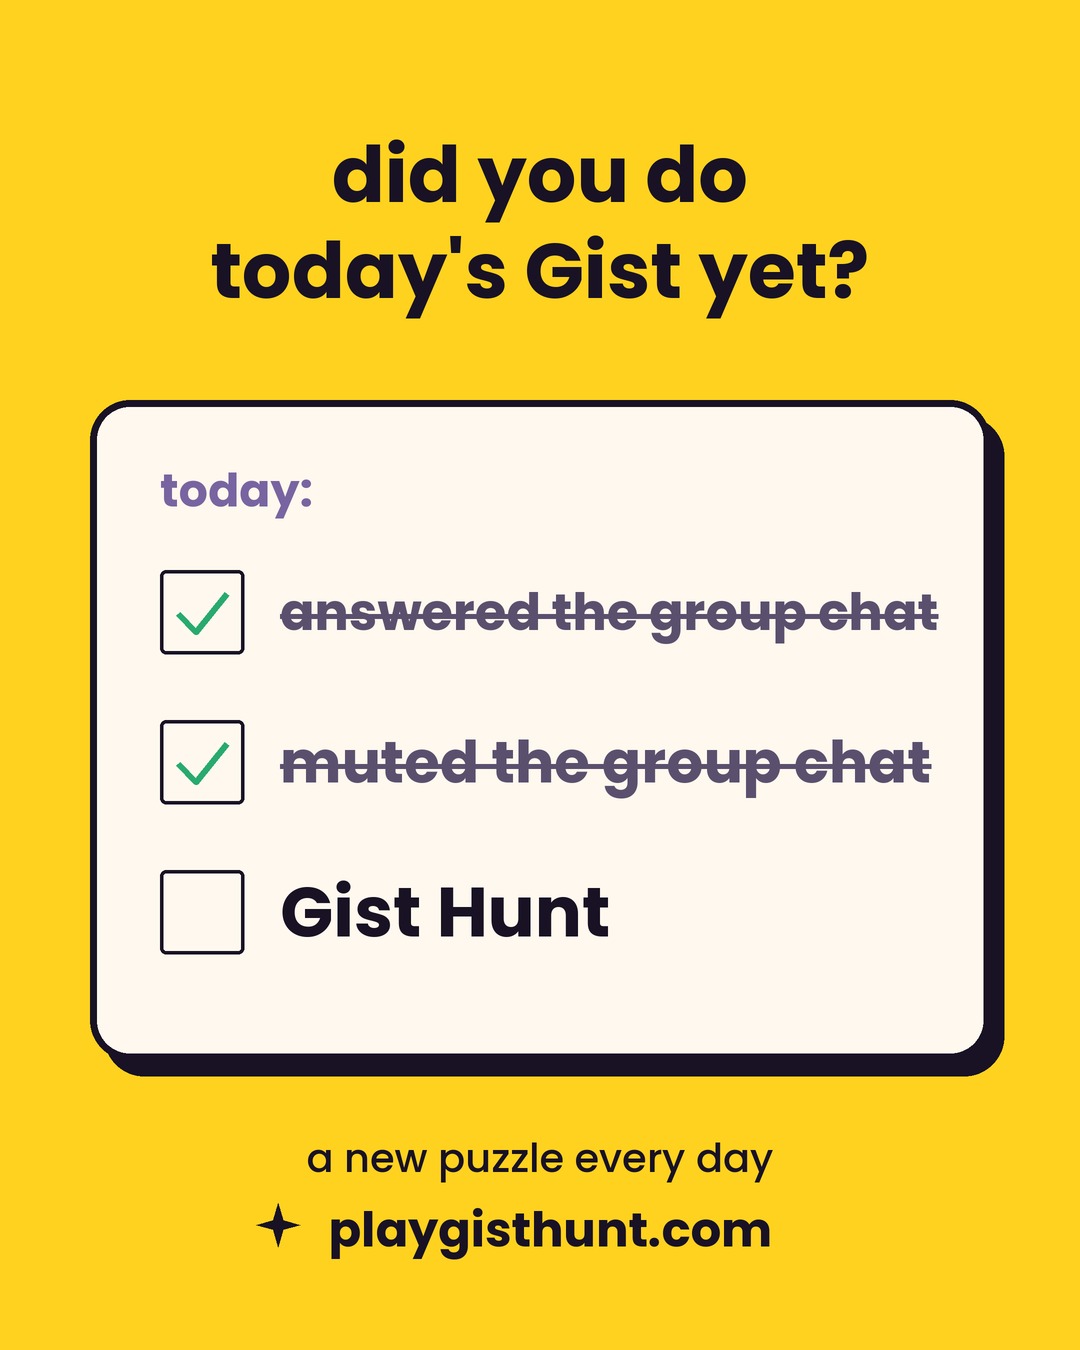 did you do
today's Gist yet?
today:
answered the group chat
muted the group chat
Gist Hunt
a new puzzle every day
playgisthunt.com